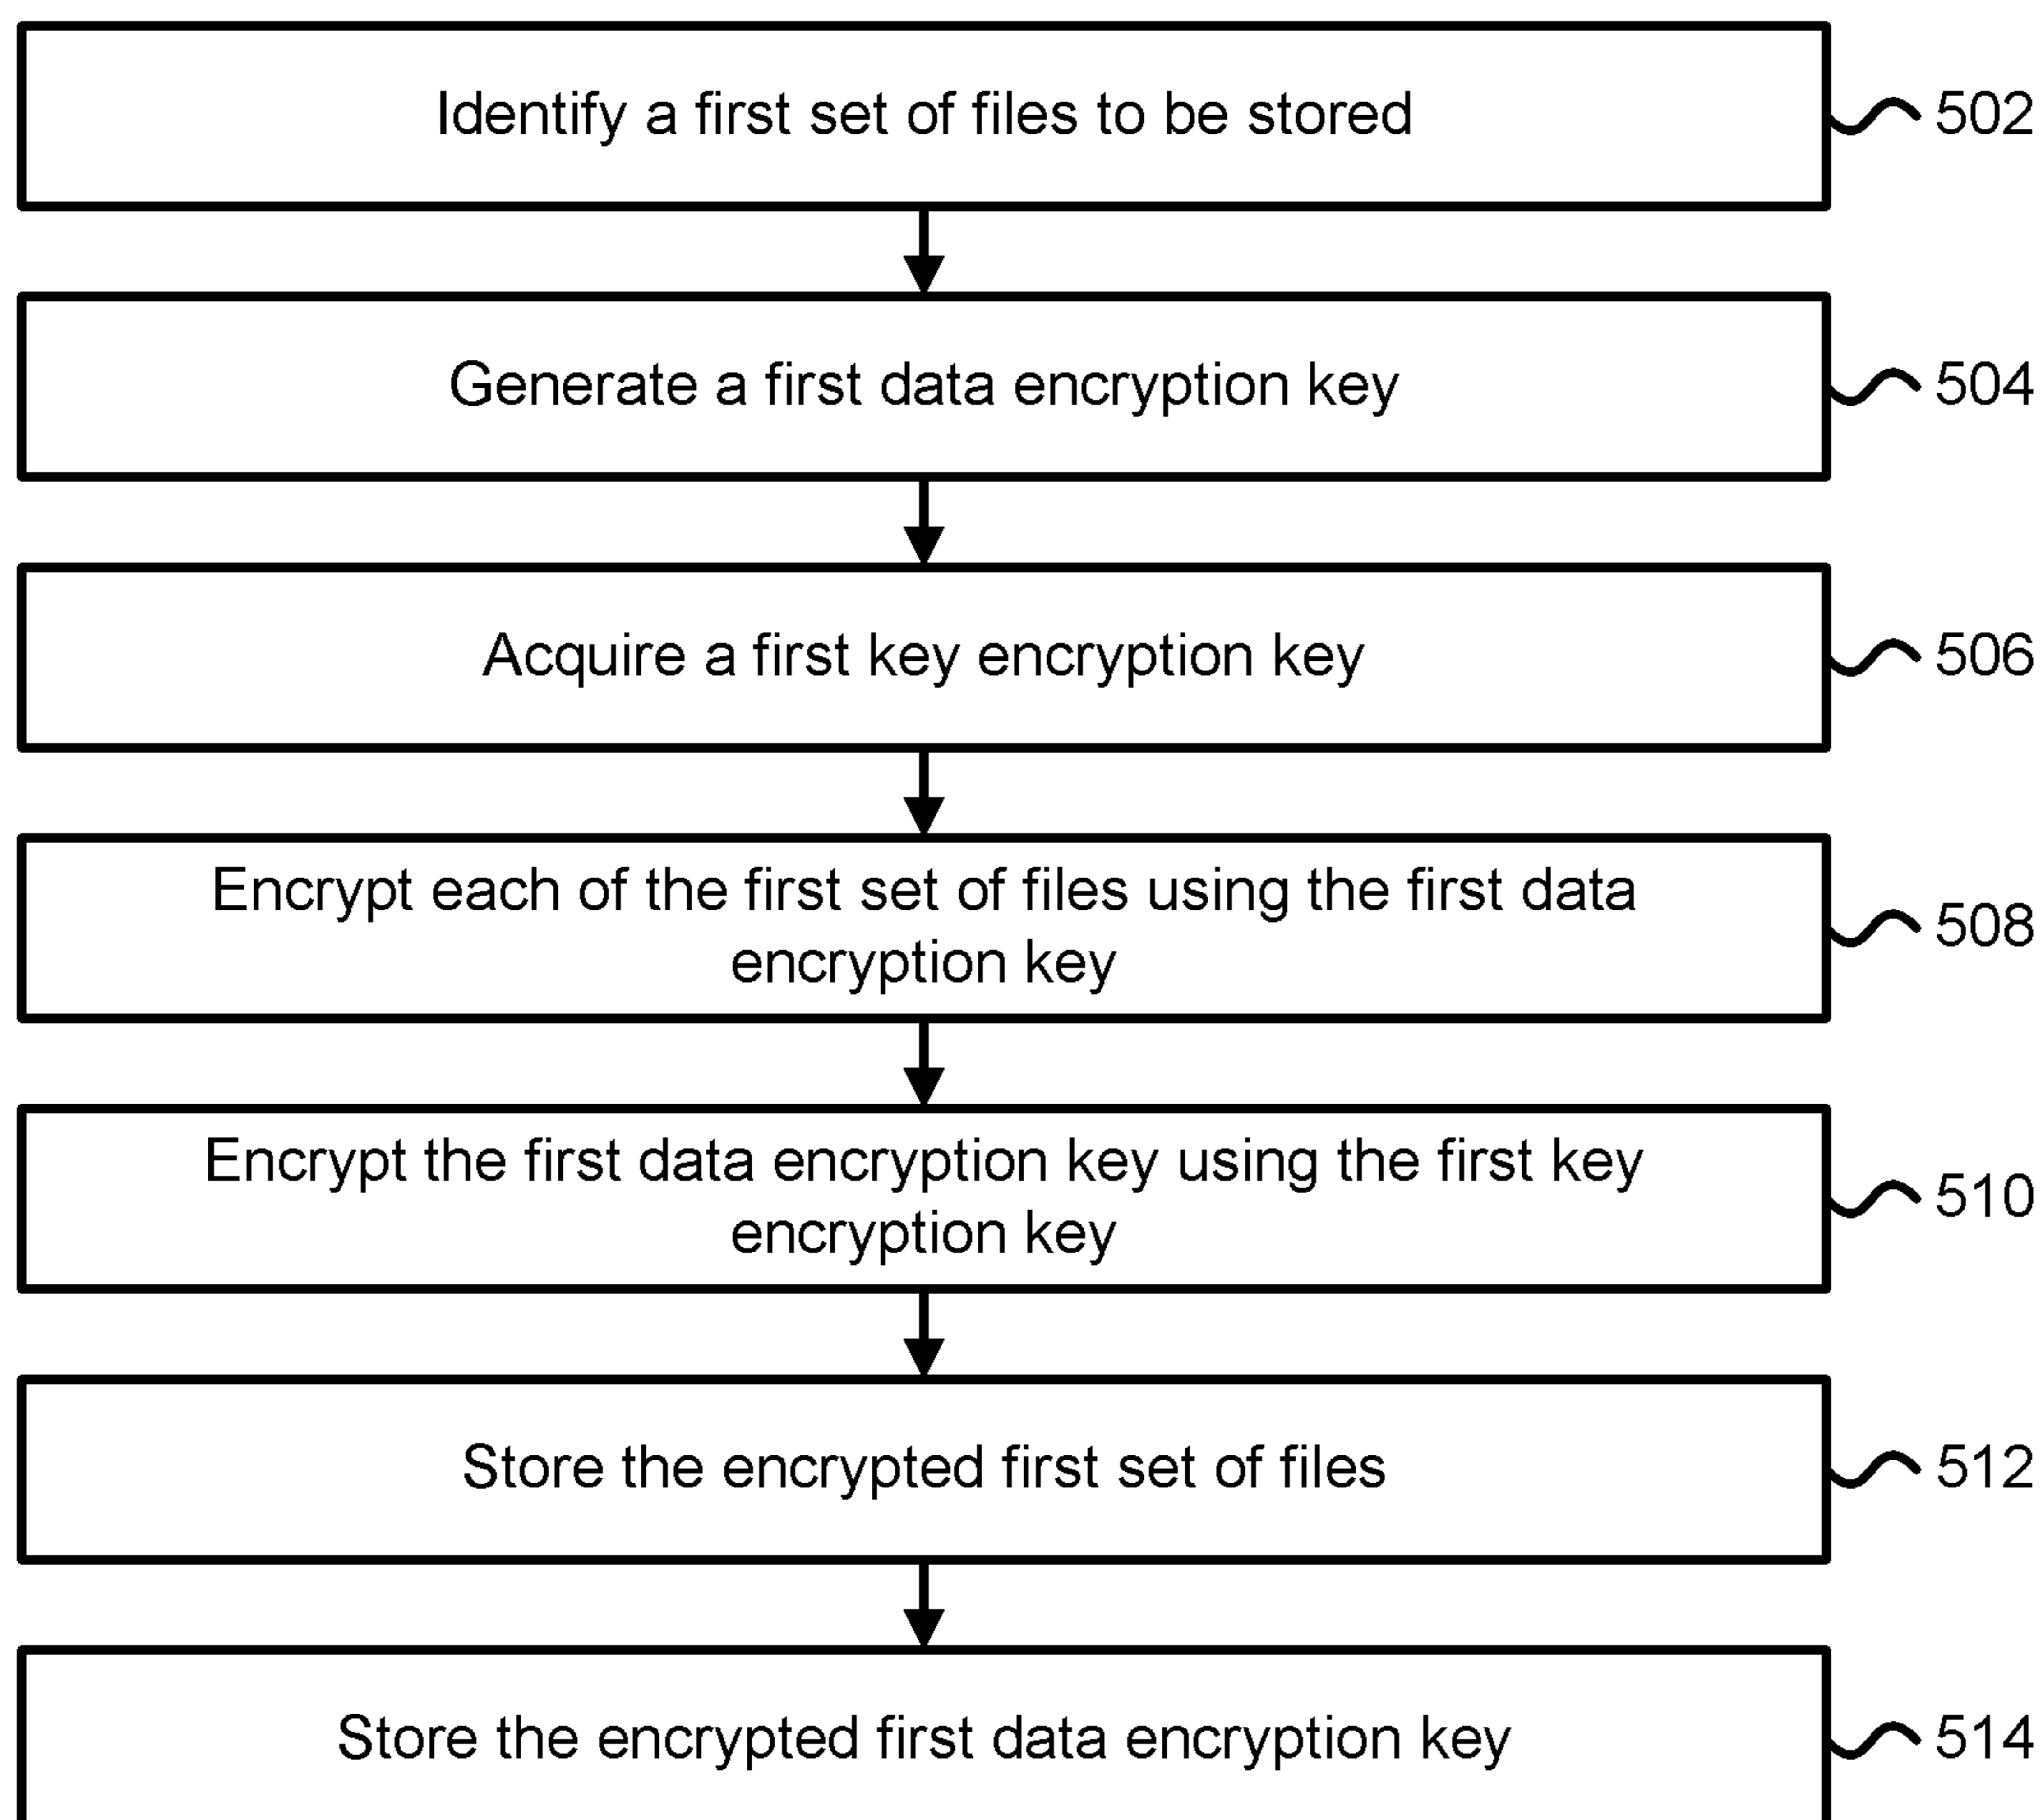 Identify a first set of files to be stored
502
Generate a first data encryption key
504
Acquire a first key encryption key
506
Encrypt each of the first set of files using the first data
encryption key
508
Encrypt the first data encryption key using the first key
encryption key
510
Store the encrypted first set of files
512
Store the encrypted first data encryption key
514